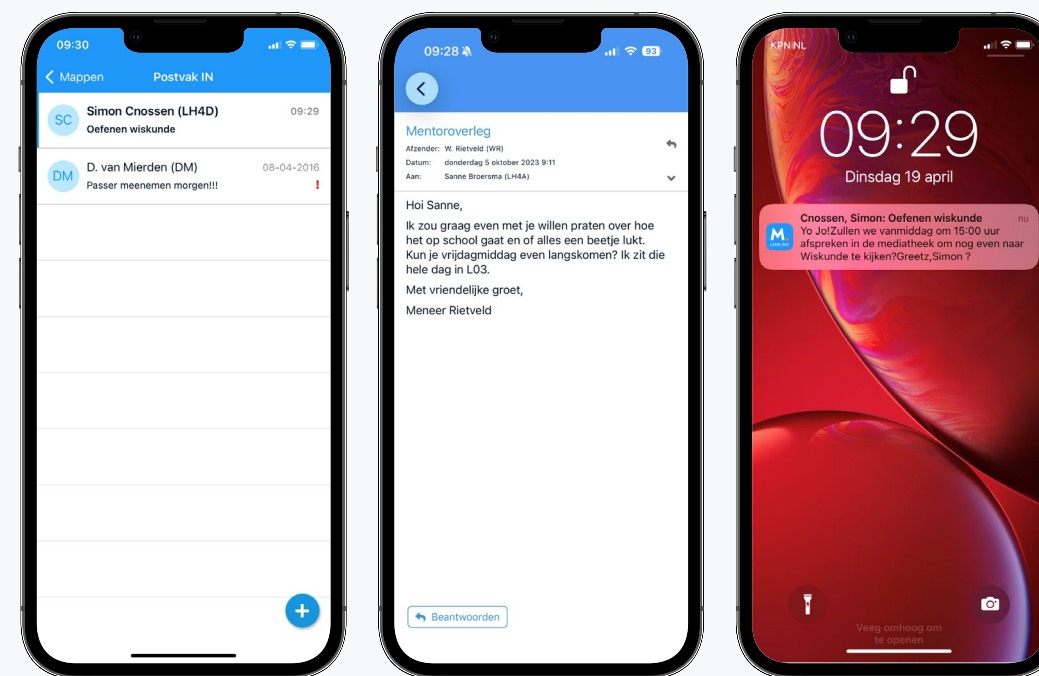 09:30
Mappen
Postvak IN
SC
Simon Cnossen (LH4D)
09:29
Oefenen wiskunde
DM
D. van Mierden (DM)
08-04-2016
Passer meenemen morgen!!!
!
+
09:28
93
Mentoroverleg
Afzender: W. Rietveld (WR)
Datum: donderdag 5 oktober 2023 9:11
Aan: Sanne Broersma (LH4A)
Hoi Sanne,
Ik zou graag even met je willen praten over hoe
het op school gaat en of alles een beetje lukt.
Kun je vrijdagmiddag even langskomen? Ik zit die
hele dag in L03.
Met vriendelijke groet,
Meneer Rietveld
Beantwoorden
KPN NL
09:29
Dinsdag 19 april
M.
LEERLING
Cnossen, Simon: Oefenen wiskunde
nu
Yo Jo!Zullen we vanmiddag om 15:00 uur
afspreken in de mediatheek om nog even naar
Wiskunde te kijken?Greetz,Simon ?
Veeg omhoog om
te openen